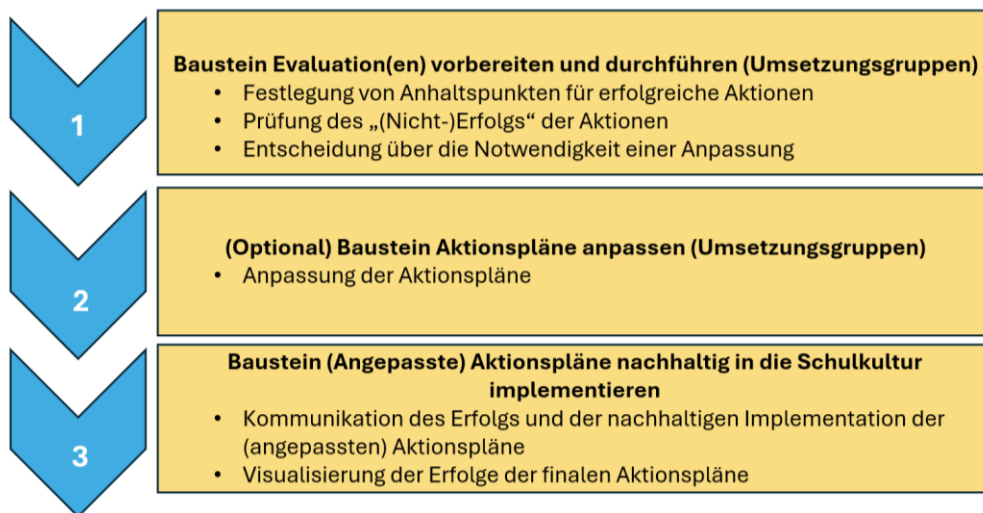 1
Baustein Evaluation(en) vorbereiten und durchführen (Umsetzungsgruppen)
• Festlegung von Anhaltspunkten für erfolgreiche Aktionen
• Prüfung des „(Nicht-)Erfolgs“ der Aktionen
• Entscheidung über die Notwendigkeit einer Anpassung
2
(Optional) Baustein Aktionspläne anpassen (Umsetzungsgruppen)
• Anpassung der Aktionspläne
3
Baustein (Angepasste) Aktionspläne nachhaltig in die Schulkultur
implementieren
• Kommunikation des Erfolgs und der nachhaltigen Implementation der
(angepassten) Aktionspläne
• Visualisierung der Erfolge der finalen Aktionspläne